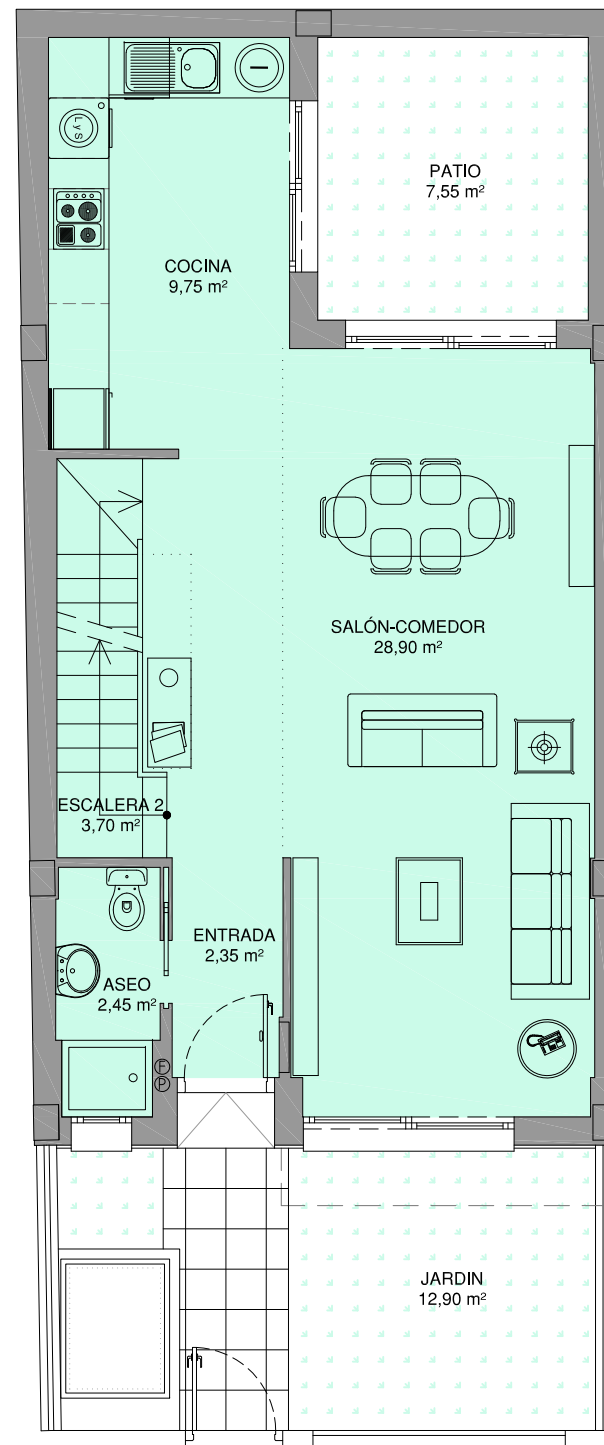 LyS
PATIO
7,55 m²
COCINA
9,75 m²
SALÓN-COMEDOR
28,90 m²
ESCALERA 2
3,70 m²
ENTRADA
2,35 m²
ASEO
2,45 m²
F
P
JARDIN
12,90 m²